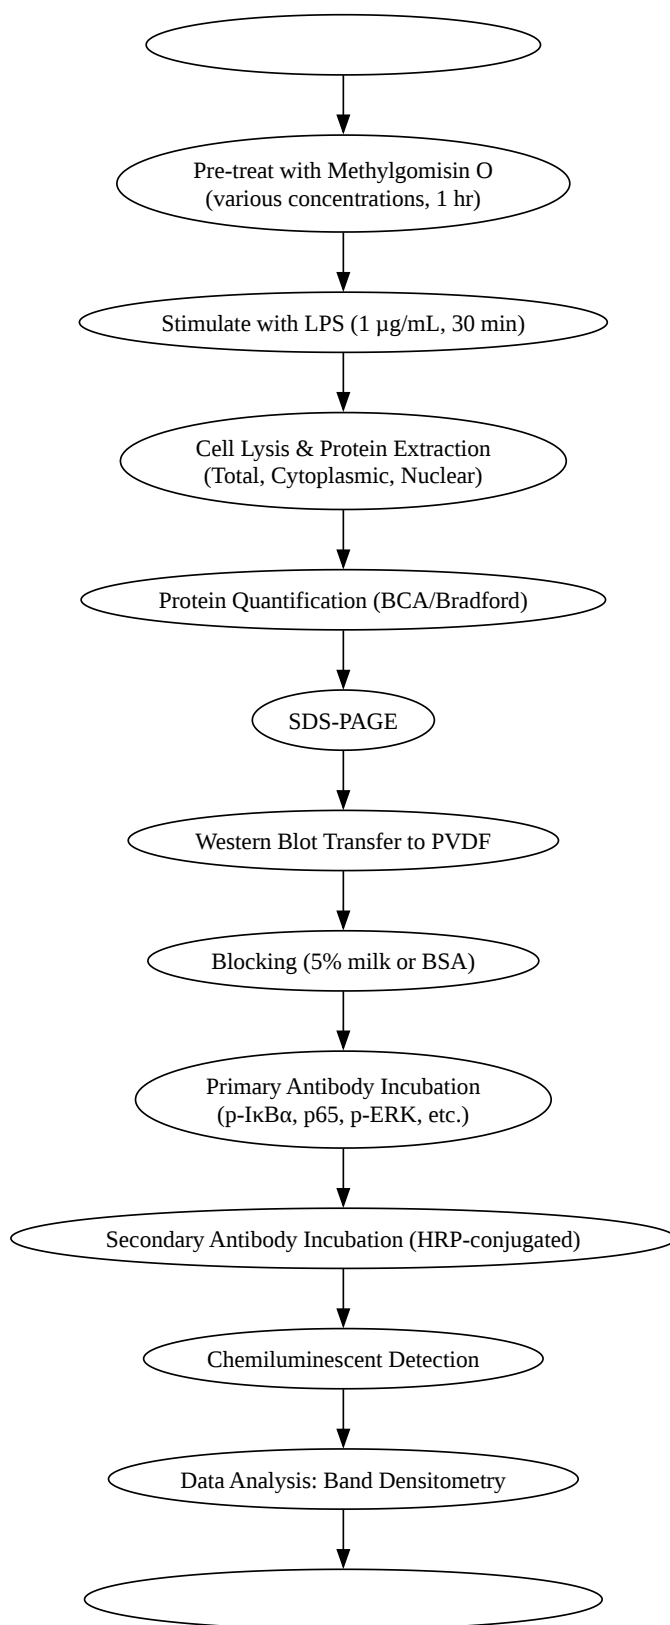 Pre-treat with Methylgomisin O
(various concentrations, 1 hr)
Stimulate with LPS (1 µg/mL, 30 min)
Cell Lysis & Protein Extraction
(Total, Cytoplasmic, Nuclear)
Protein Quantification (BCA/Bradford)
SDS-PAGE
Western Blot Transfer to PVDF
Blocking (5% milk or BSA)
Primary Antibody Incubation
(p-IκBα, p65, p-ERK, etc.)
Secondary Antibody Incubation (HRP-conjugated)
Chemiluminescent Detection
Data Analysis: Band Densitometry